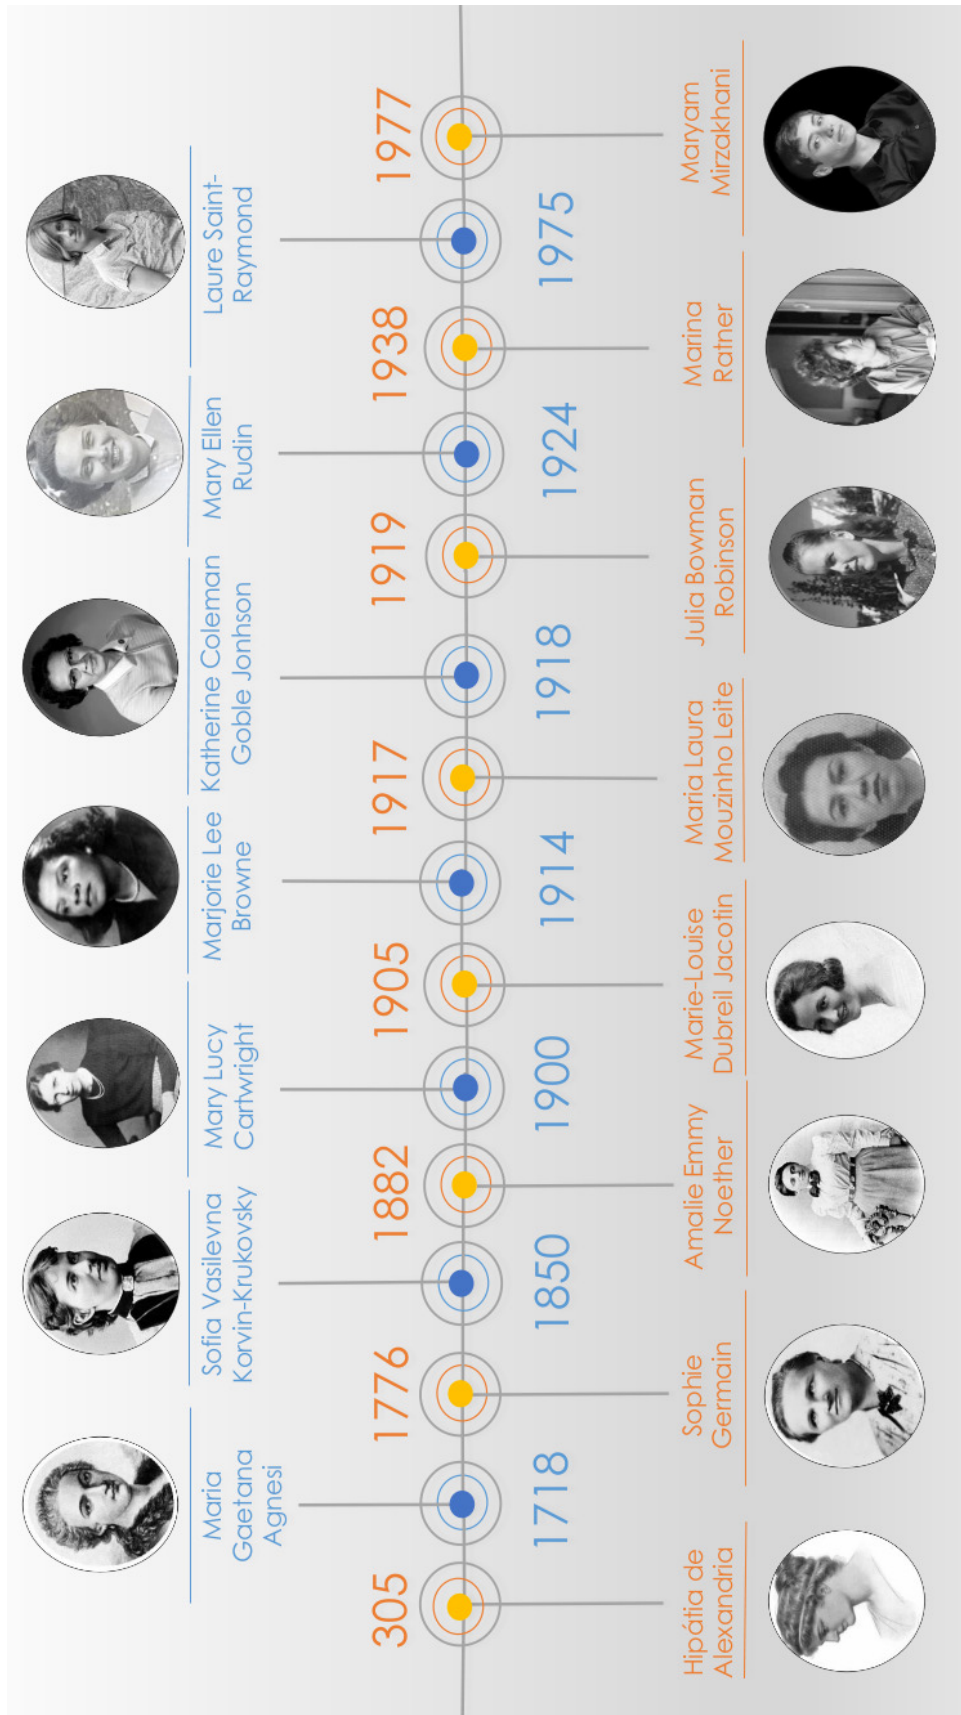 Maria
Gaetana
Agnesi
Sofia Vasilevna
Korvin-Krukovsky
Mary Lucy
Cartwright
Marjorie Lee
Browne
Katherine Coleman
Goble Jonhson
Mary Ellen
Rudin
Laure Saint-
Raymond
305
1776
1882
1905
1917
1919
1938
1977
1718
1850
1900
1914
1918
1924
1975
Hipátia de
Alexandria
Sophie
Germain
Amalie Emmy
Noether
Marie-Louise
Dubreil Jacotin
Maria Laura
Mouzinho Leite
Julia Bowman
Robinson
Marina
Ratner
Maryam
Mirzakhani